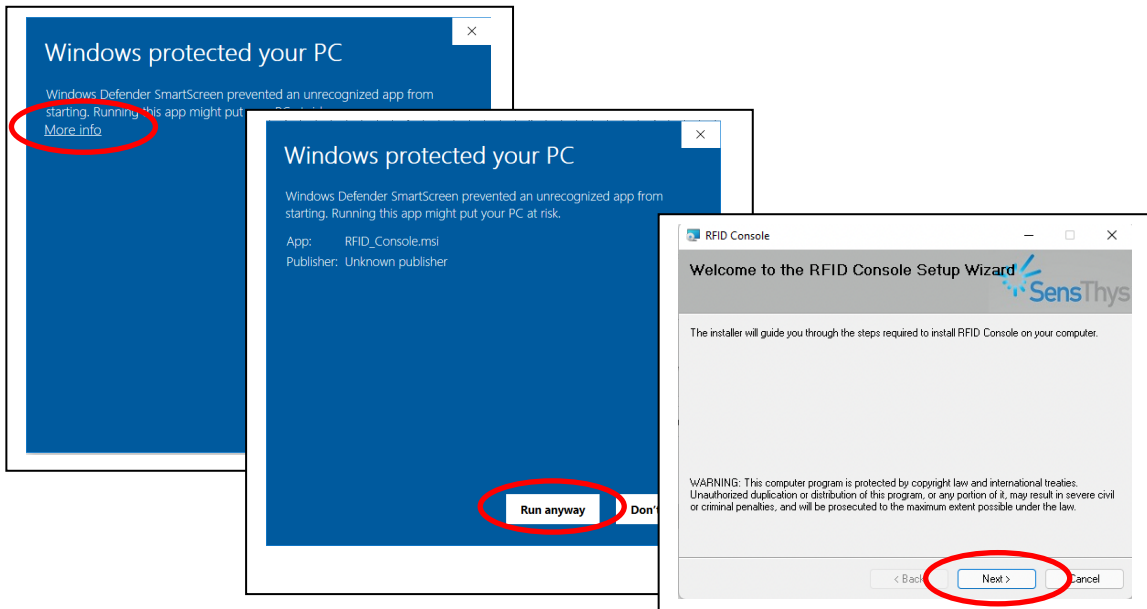 Windows protected your PC
Windows Defender SmartScreen prevented an unrecognized app from
starting. Running this app might put
More info
Windows protected your PC
Windows Defender SmartScreen prevented an unrecognized app from
starting. Running this app might put your PC at risk.
App: RFID_Console.msi
Publisher: Unknown publisher
Run anyway
Don't
RFID Console
Welcome to the RFID Console Setup Wizard
SensThys
The installer will guide you through the steps required to install RFID Console on your computer.
WARNING: This computer program is protected by copyright law and international treaties.
Unauthorized duplication or distribution of this program, or any portion of it, may result in severe civil
or criminal penalties, and will be prosecuted to the maximum extent possible under the law.
< Back
Next >
Cancel